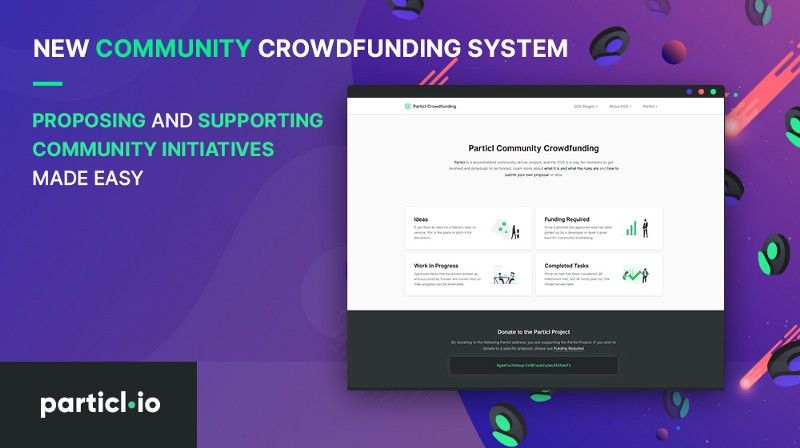 NEW COMMUNITY CROWDFUNDING SYSTEM
PROPOSING AND SUPPORTING
COMMUNITY INITIATIVES
MADE EASY
Particl Crowdfunding
CCS Stages
About CCS
Particl
Particl Community Crowdfunding
Particl is a decentralized community-driven project, and the CCS is a way for members to get
involved and proposals to be funded. Learn more about what it is and what the rules are and how to
submit your own proposal or idea.
Ideas
If you have an idea for a feature, task, or
service, this is the place to pitch it for
discussion.
Funding Required
Once a pitched and approved idea has been
picked up by a developer or team it goes
here for community fundraising.
Work in Progress
Approved ideas that have been picked up
and successfully funded are moved here so
their progress can be monitored.
Completed Tasks
Once an item has been completed, all
milestones met, and all funds paid out, the
thread moves here.
Donate to the Particl Project
By donating to the following Particl address, you are supporting the Particl Project. If you wish to
donate to a specific proposal, please see Funding Required.
particl.io